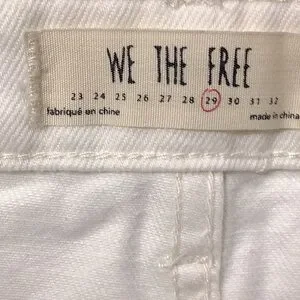 WE THE FREE
23 24 25 26 27 28 29 30 31 32
fabriqué en chine made in china